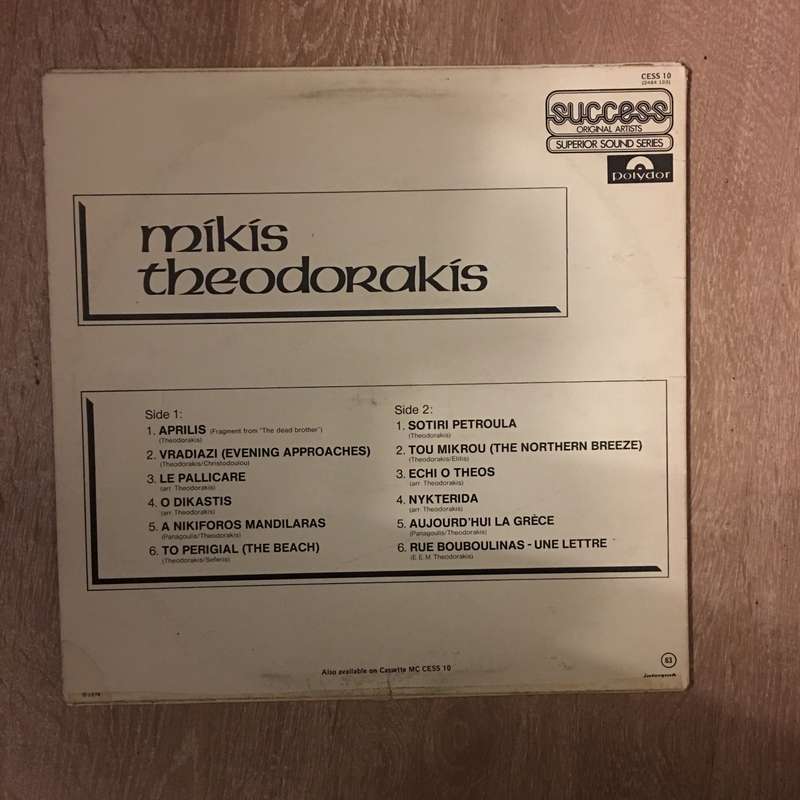 CESS 10
(2484 103)
success
ORIGINAL ARTISTS
SUPERIOR SOUND SERIES
Polydor
mikis
theodorakis
Side 1:
1. APRILIS (Fragment from "The dead brother")
(Theodorakis)
2. VRADIAZI (EVENING APPROACHES)
(Theodorakis/Christodoulou)
3. LE PALLICARE
(arr. Theodorakis)
4. O DIKASTIS
(arr. Theodorakis)
5. A NIKIFOROS MANDILARAS
(Panagoulis/Theodorakis)
6. TO PERIGIAL (THE BEACH)
(Theodorakis/Seferis)
Side 2:
1. SOTIRI PETROULA
(Theodorakis)
2. TOU MIKROU (THE NORTHERN BREEZE)
(Theodorakis/Elitis)
3. ECHI O THEOS
(arr. Theodorakis)
4. NYKTERIDA
(arr. Theodorakis)
5. AUJOURD'HUI LA GRÈCE
(Panagoulis/Theodorakis)
6. RUE BOUBOULINAS - UNE LETTRE
(E.E.M. Theodorakis)
Also available on Cassette MC CESS 10
63
Interpak